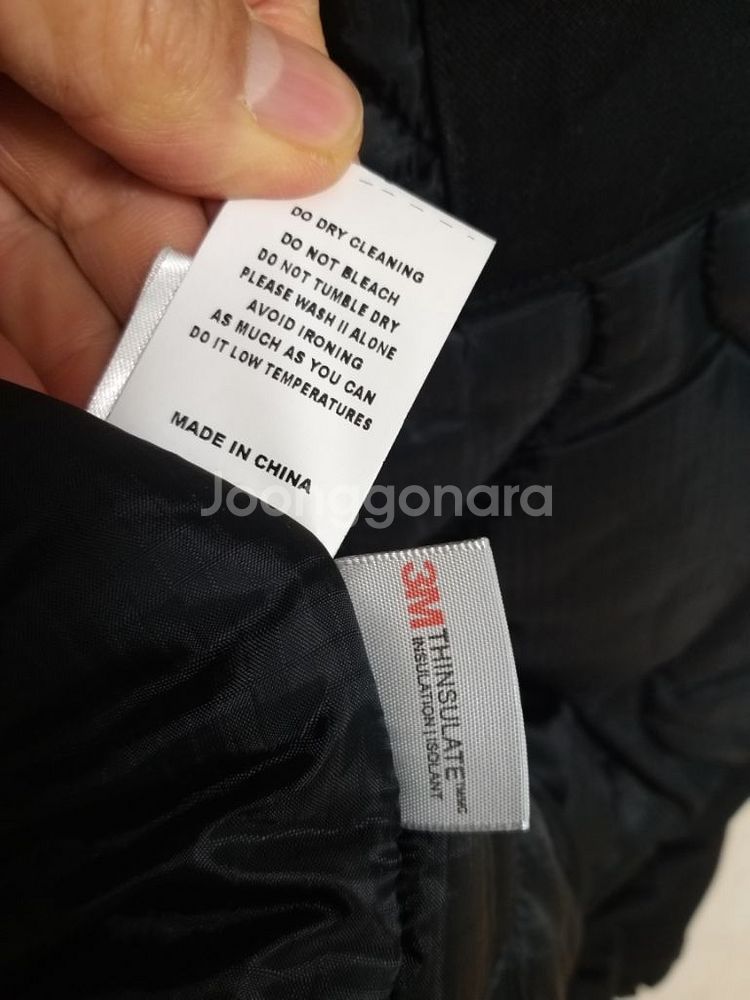 DO DRY CLEANING
DO NOT BLEACH
DO NOT TUMBLE DRY
PLEASE WASH II ALONE
AVOID IRONING
AS MUCH AS YOU CAN
DO IT LOW TEMPERATURES
MADE IN CHINA
Joonggonara
3M
THINSULATE
INSULATION | ISOLANT